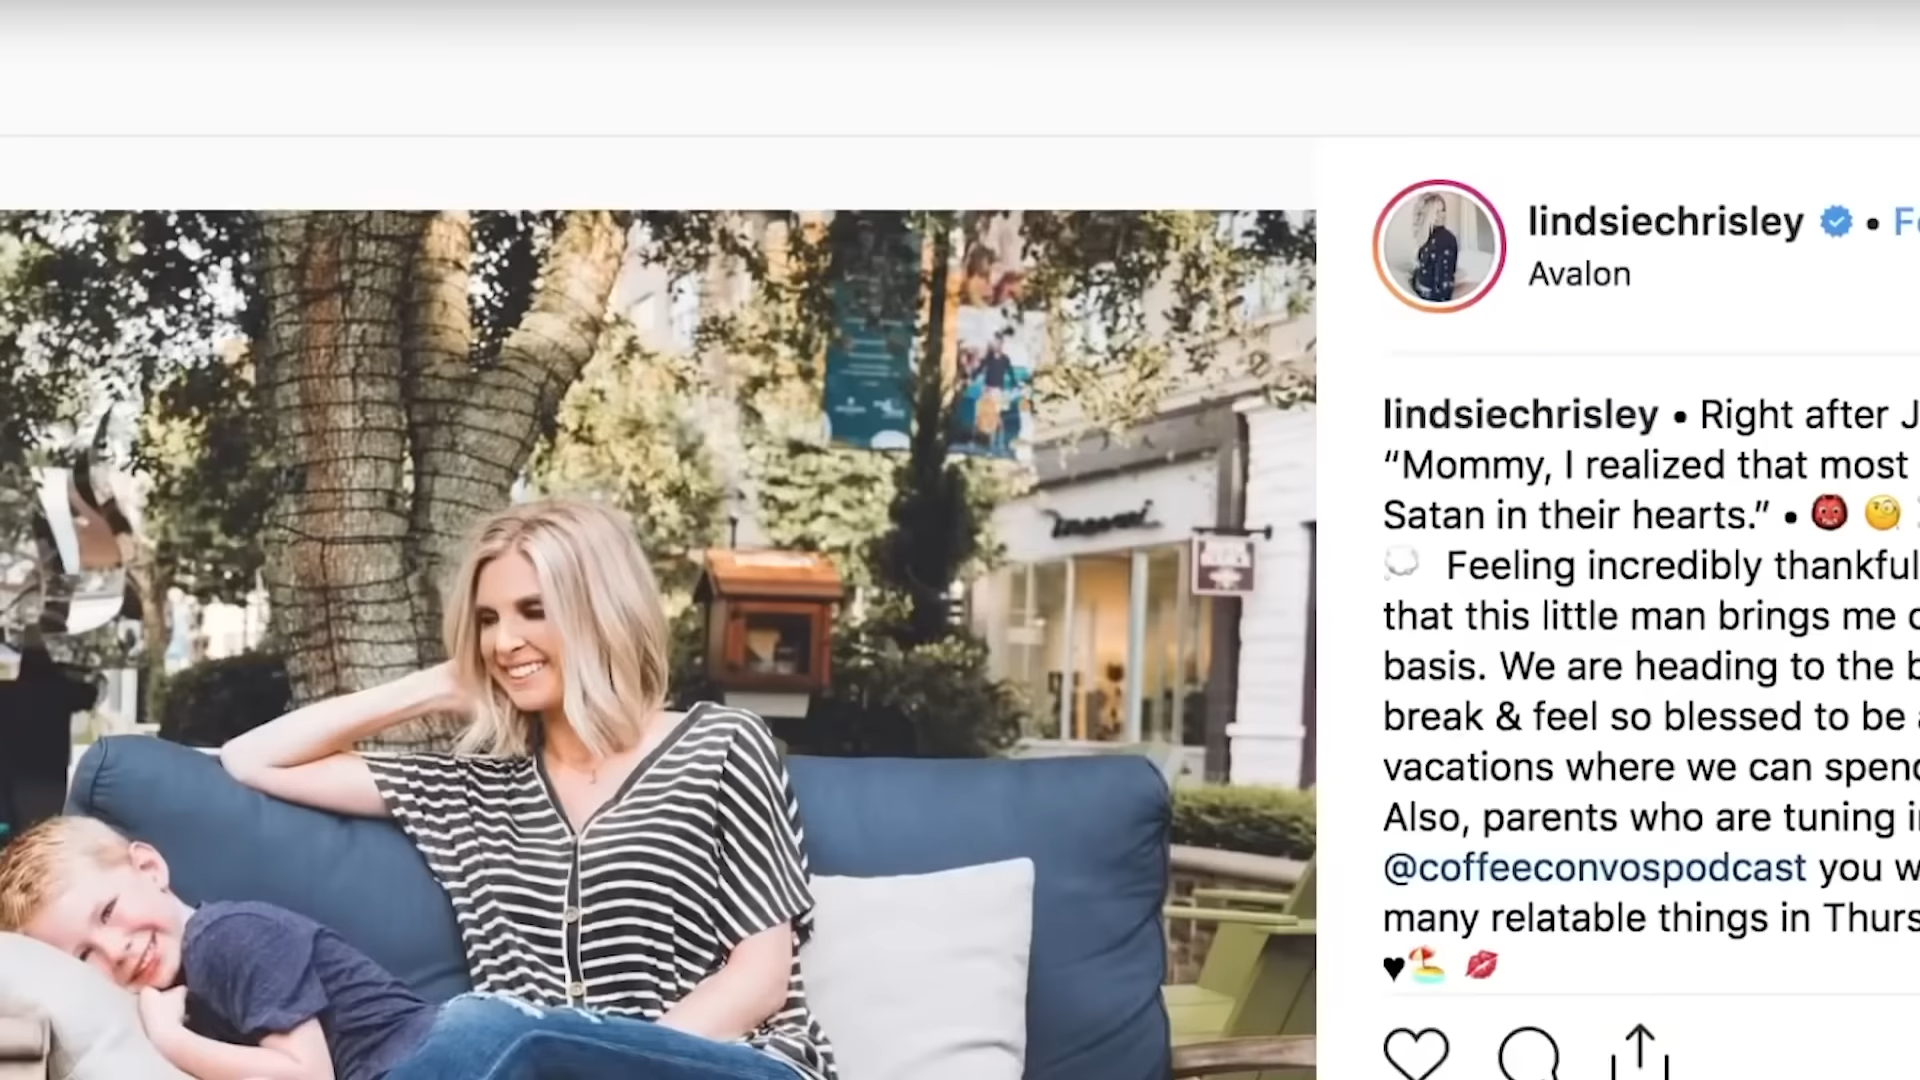 lindsiechrisley • F
Avalon
lindsiechrisley • Right after J
“Mommy, I realized that most
Satan in their hearts.” • 👹 🧐
💭 Feeling incredibly thankful
that this little man brings me
basis. We are heading to the b
break & feel so blessed to be
vacations where we can spend
Also, parents who are tuning i
@coffeeconvospodcast you w
many relatable things in Thurs
♥🏖 💋